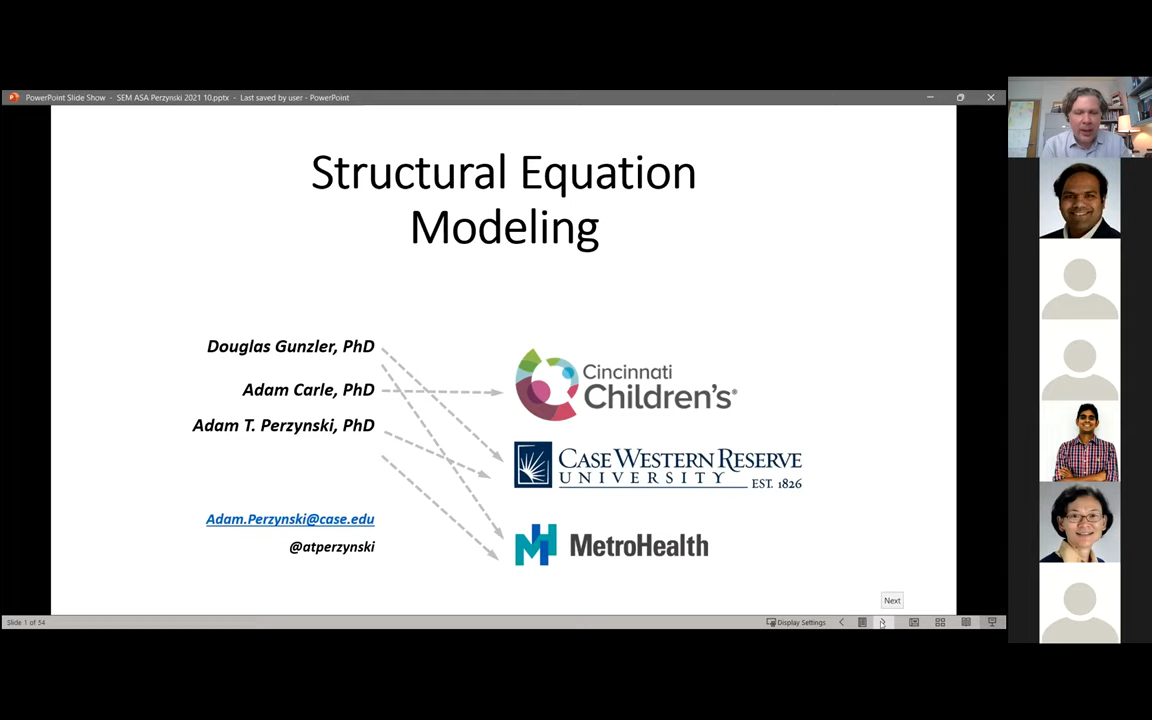 PowerPoint Slide Show - SEM ASA Perzynski 2021 10.pptx - Last saved by user - PowerPoint
Structural Equation
Modeling
Douglas Gunzler, PhD
Adam Carle, PhD
Adam T. Perzynski, PhD
Adam.Perzynski@case.edu
@atperzynski
Cincinnati
Children's®
CASE WESTERN RESERVE
UNIVERSITY EST. 1826
MetroHealth
Next
Slide 1 of 54
Display Settings